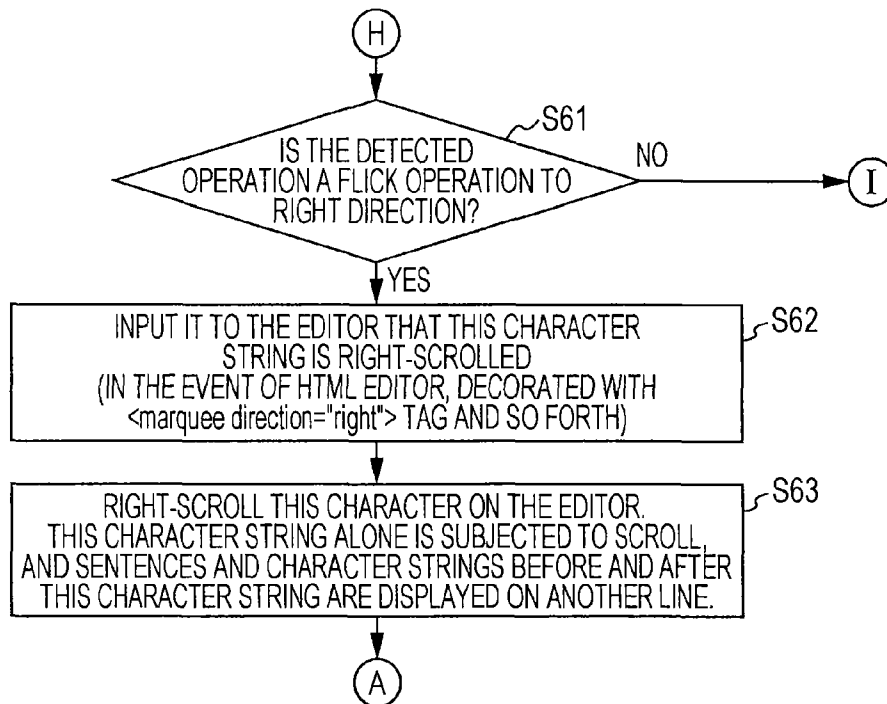 H
S61
IS THE DETECTED
OPERATION A FLICK OPERATION TO
RIGHT DIRECTION?
NO
I
YES
S62
INPUT IT TO THE EDITOR THAT THIS CHARACTER
STRING IS RIGHT-SCROLLED
(IN THE EVENT OF HTML EDITOR, DECORATED WITH
<marquee direction="right"> TAG AND SO FORTH)
S63
RIGHT-SCROLL THIS CHARACTER ON THE EDITOR.
THIS CHARACTER STRING ALONE IS SUBJECTED TO SCROLL,
AND SENTENCES AND CHARACTER STRINGS BEFORE AND AFTER
THIS CHARACTER STRING ARE DISPLAYED ON ANOTHER LINE.
A